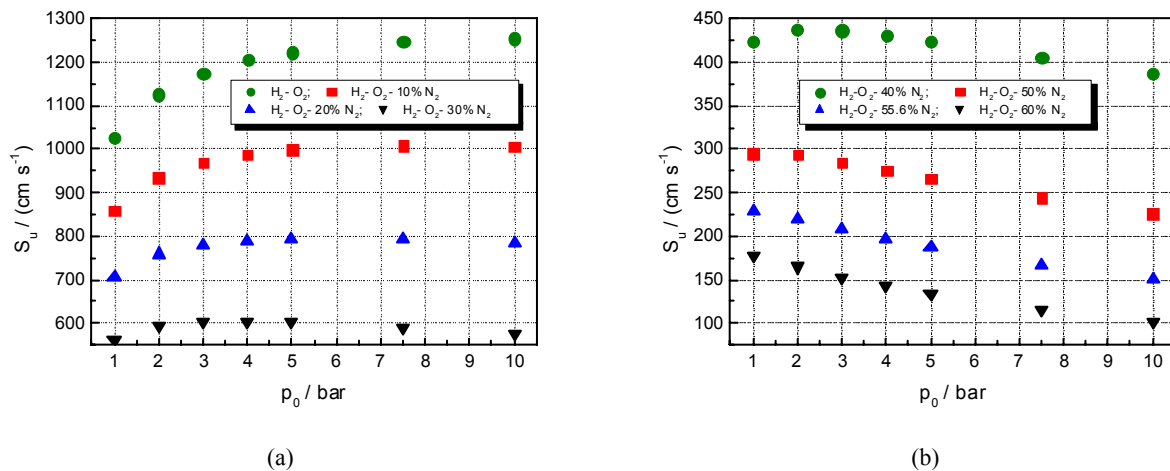 1300
1200
1100
1000
900
800
700
600
S_u / (cm s⁻¹)
H₂- O₂; H₂- O₂- 10% N₂
H₂- O₂- 20% N₂; H₂- O₂- 30% N₂
1 2 3 4 5 6 7 8 9 10
p₀ / bar
(a)
450
400
350
300
250
200
150
100
S_u / (cm s⁻¹)
H₂-O₂- 40% N₂; H₂-O₂- 50% N₂
H₂-O₂- 55.6% N₂; H₂-O₂- 60% N₂
1 2 3 4 5 6 7 8 9 10
p₀ / bar
(b)